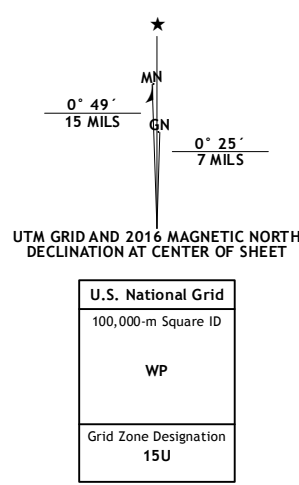 ★
MN
GN
0° 49´
15 MILS
0° 25´
7 MILS
UTM GRID AND 2016 MAGNETIC NORTH
DECLINATION AT CENTER OF SHEET
U.S. National Grid
100,000-m Square ID
WP
Grid Zone Designation
15U